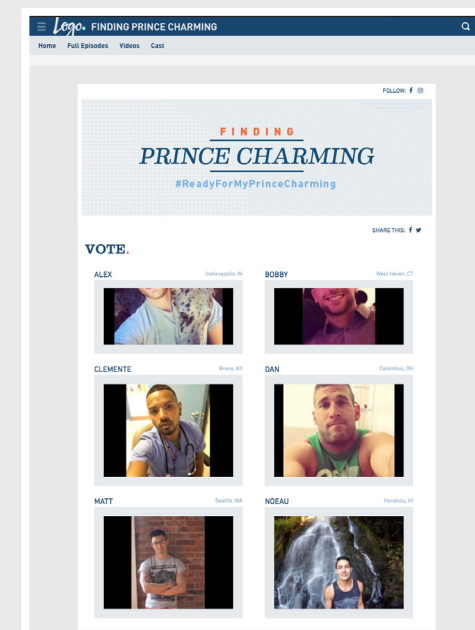 Logo. FINDING PRINCE CHARMING
Home Full Episodes Videos Cast
FOLLOW:
FINDING
PRINCE CHARMING
#ReadyForMyPrinceCharming
SHARE THIS:
VOTE.
ALEX Indianapolis, IN BOBBY West Haven, CT
CLEMENTE Bronx, NY DAN Columbus, OH
MATT Seattle, WA NOEAU Honolulu, HI